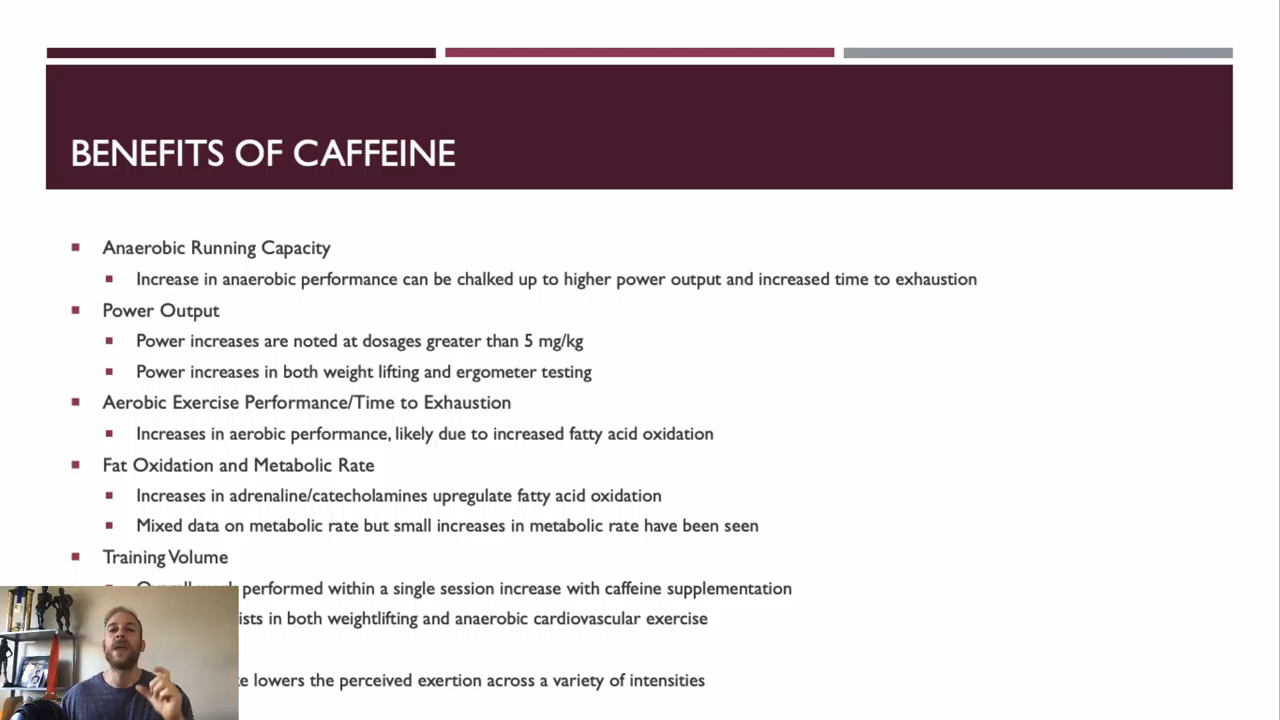 BENEFITS OF CAFFEINE
Anaerobic Running Capacity
Increase in anaerobic performance can be chalked up to higher power output and increased time to exhaustion
Power Output
Power increases are noted at dosages greater than 5 mg/kg
Power increases in both weight lifting and ergometer testing
Aerobic Exercise Performance/Time to Exhaustion
Increases in aerobic performance, likely due to increased fatty acid oxidation
Fat Oxidation and Metabolic Rate
Increases in adrenaline/catecholamines upregulate fatty acid oxidation
Mixed data on metabolic rate but small increases in metabolic rate have been seen
Training Volume
performed within a single session increase with caffeine supplementation
in both weightlifting and anaerobic cardiovascular exercise
lowers the perceived exertion across a variety of intensities